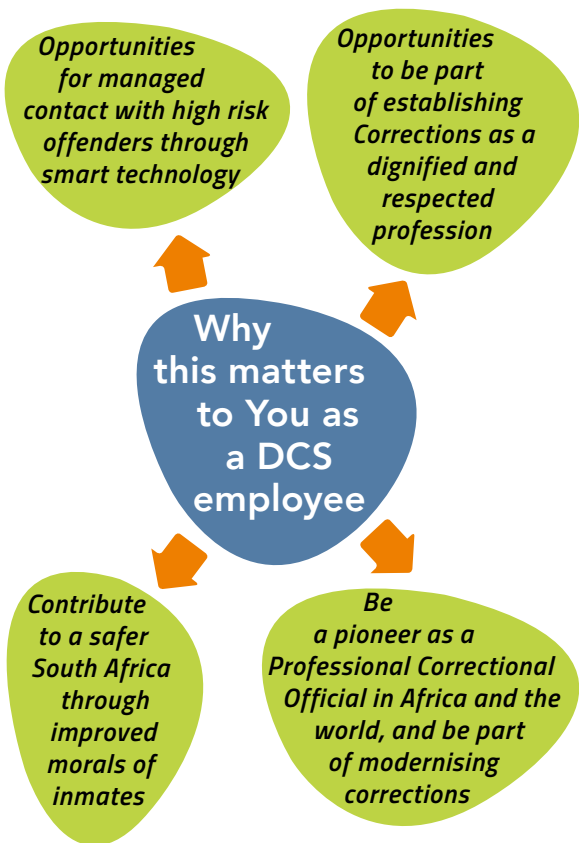 Opportunities
for managed
contact with high risk
offenders through
smart technology
Opportunities
to be part
of establishing
Corrections as a
dignified and
respected
profession
Why
this matters
to You as
a DCS
employee
Contribute
to a safer
South Africa
through
improved
morals of
inmates
Be
a pioneer as a
Professional Correctional
Official in Africa and the
world, and be part
of modernising
corrections